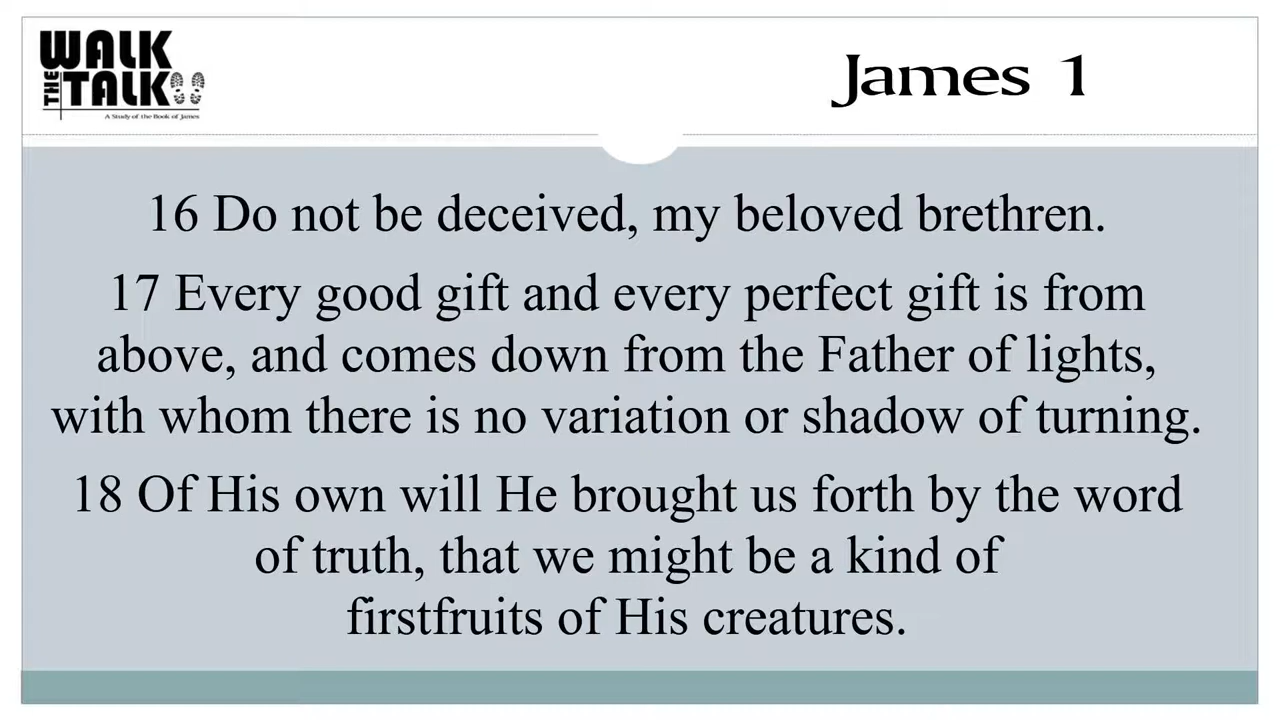 WALK
THE
TALK
A Study of the Book of James
James 1
16 Do not be deceived, my beloved brethren.
17 Every good gift and every perfect gift is from
above, and comes down from the Father of lights,
with whom there is no variation or shadow of turning.
18 Of His own will He brought us forth by the word
of truth, that we might be a kind of
firstfruits of His creatures.